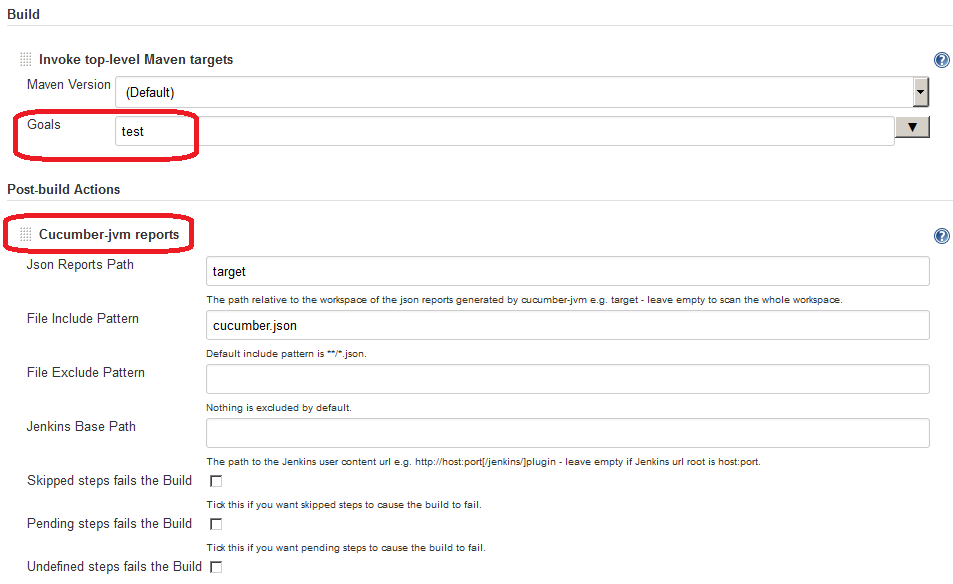 Build
Invoke top-level Maven targets
Maven Version
(Default)
Goals
test
Post-build Actions
Cucumber-jvm reports
Json Reports Path
target
The path relative to the workspace of the json reports generated by cucumber-jvm e.g. target - leave empty to scan the whole workspace.
File Include Pattern
cucumber.json
Default include pattern is **/*.json.
File Exclude Pattern
Nothing is excluded by default.
Jenkins Base Path
The path to the Jenkins user content url e.g. http://host:port[/jenkins/]plugin - leave empty if Jenkins url root is host:port.
Skipped steps fails the Build
Tick this if you want skipped steps to cause the build to fail.
Pending steps fails the Build
Tick this if you want pending steps to cause the build to fail.
Undefined steps fails the Build